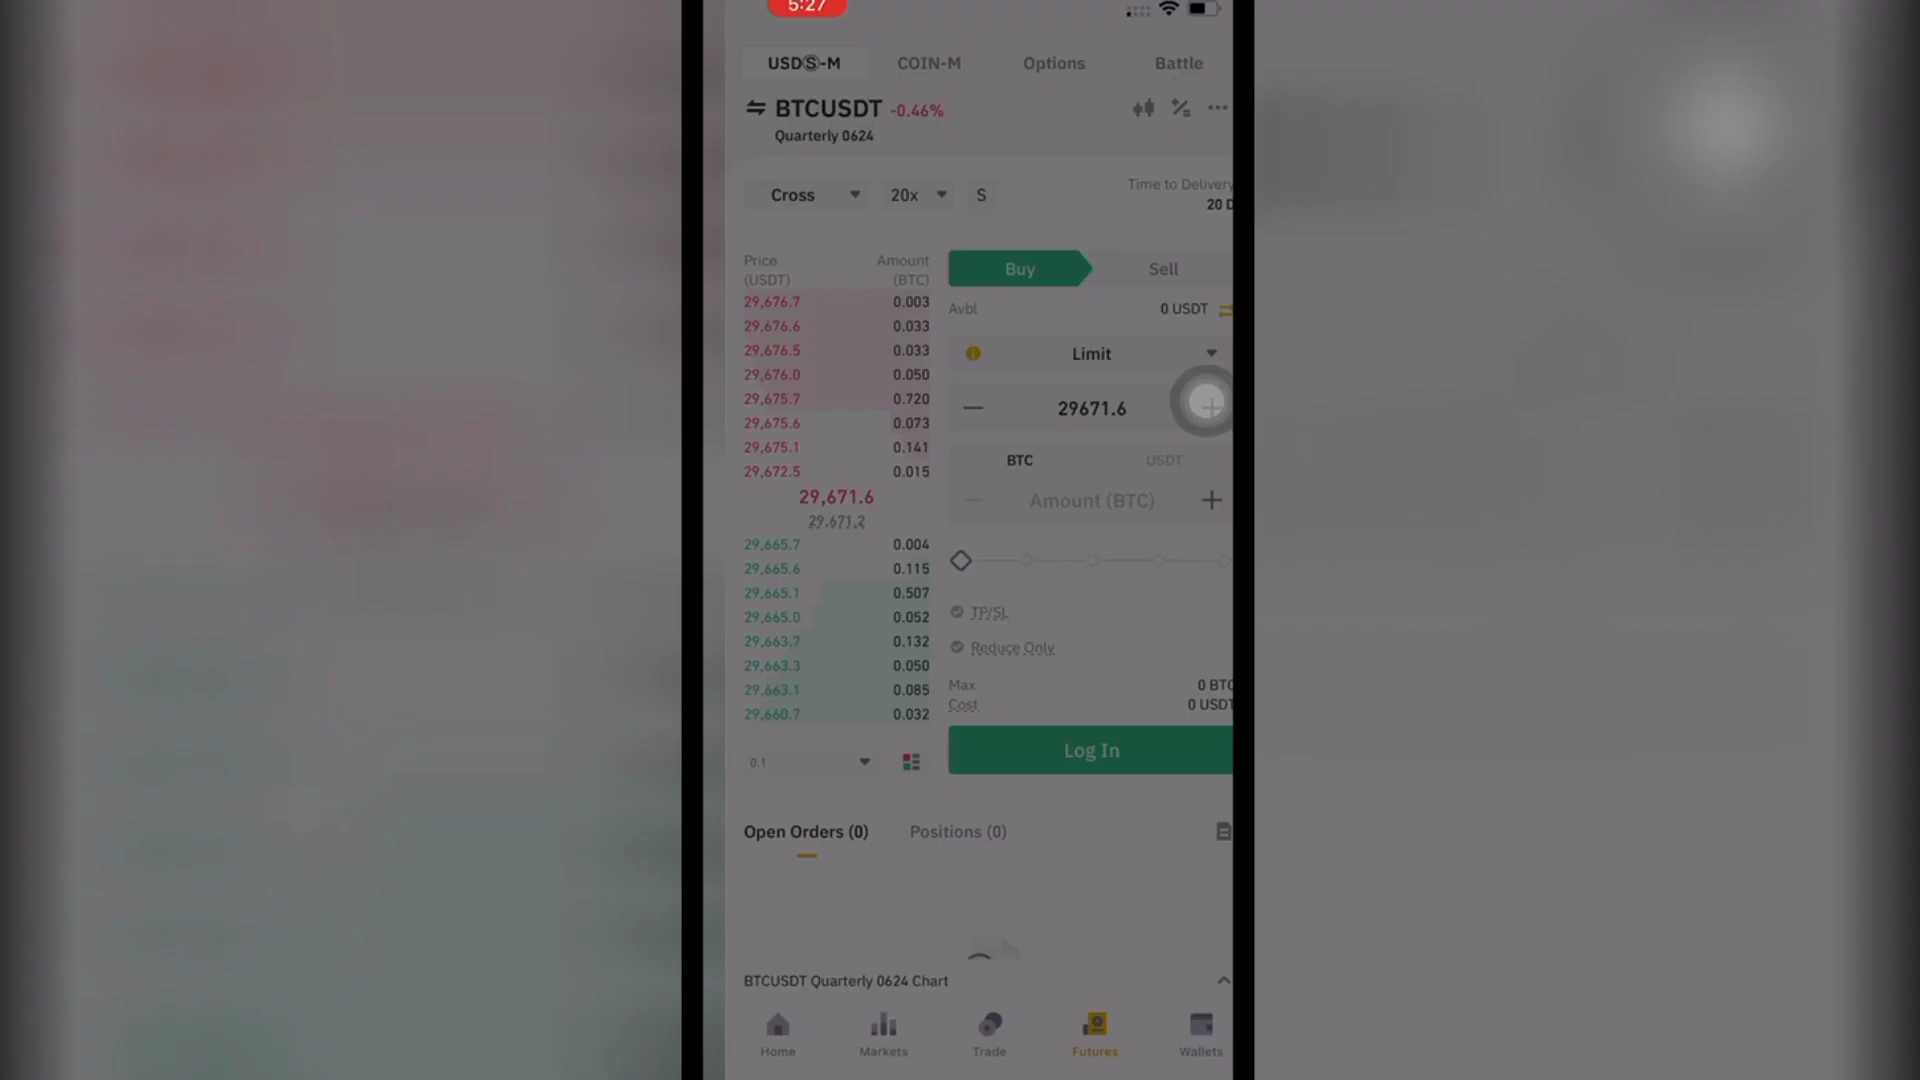 5:27
USDⓈ-M COIN-M Options Battle
BTCUSDT -0.46%
Quarterly 0624
Cross 20x S
Time to Delivery
20 D
Price (USDT) Amount (BTC)
29,676.7 0.003
29,676.6 0.033
29,676.5 0.033
29,676.0 0.050
29,675.7 0.720
29,675.6 0.073
29,675.1 0.141
29,672.5 0.015
29,671.6
29,671.2
29,665.7 0.004
29,665.6 0.115
29,665.1 0.507
29,665.0 0.052
29,663.7 0.132
29,663.3 0.050
29,663.1 0.085
29,660.7 0.032
0.1
Buy Sell
Avbl 0 USDT
Limit
29671.6
BTC USDT
Amount (BTC)
TP/SL
Reduce Only
Max 0 BTC
Cost 0 USDT
Log In
Open Orders (0) Positions (0)
BTCUSDT Quarterly 0624 Chart
Home Markets Trade Futures Wallets